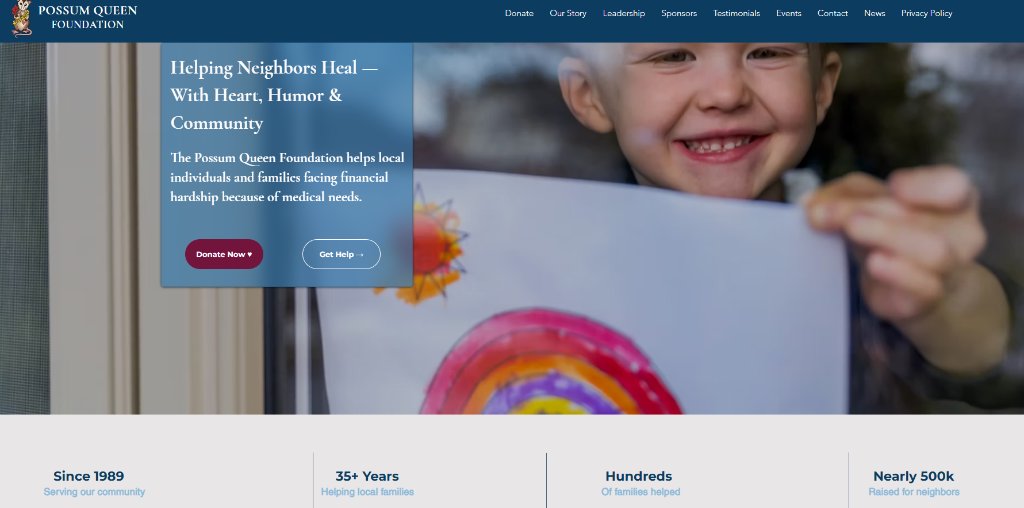 POSSUM QUEEN
FOUNDATION
Donate Our Story Leadership Sponsors Testimonials Events Contact News Privacy Policy
Helping Neighbors Heal —
With Heart, Humor &
Community
The Possum Queen Foundation helps local
individuals and families facing financial
hardship because of medical needs.
Donate Now ♥ Get Help →
Since 1989 35+ Years Hundreds Nearly 500k
Serving our community Helping local families Of families helped Raised for neighbors